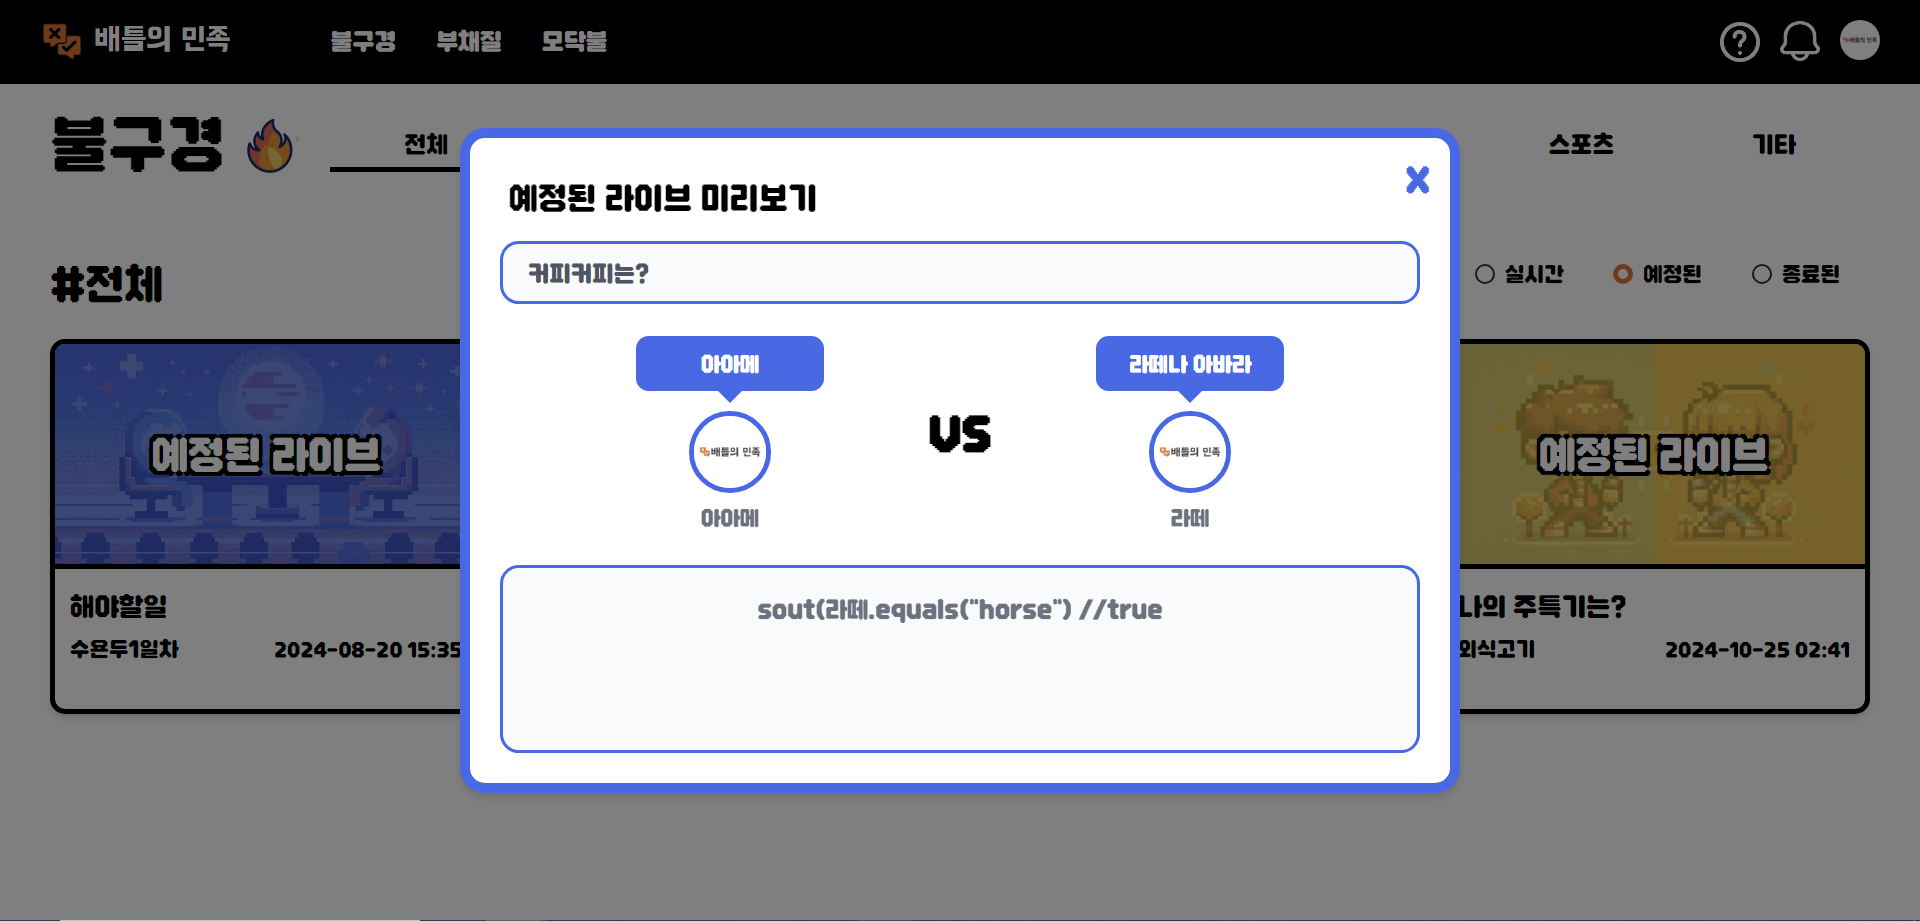 배틀의 민족
불구경 부채질 모닥불
불구경 전체 스포츠 기타
예정된 라이브 미리보기 X
#전체
커피커피는?
실시간 예정된 종료된
아아메 라떼나 아바라
VS
배틀의 민족 배틀의 민족
아아메 라떼
예정된 라이브 예정된 라이브
sout(라떼.equals("horse") //true
해야할일
수욘두1일차 2024-08-20 15:35
나의 주특기는?
외식고기 2024-10-25 02:41